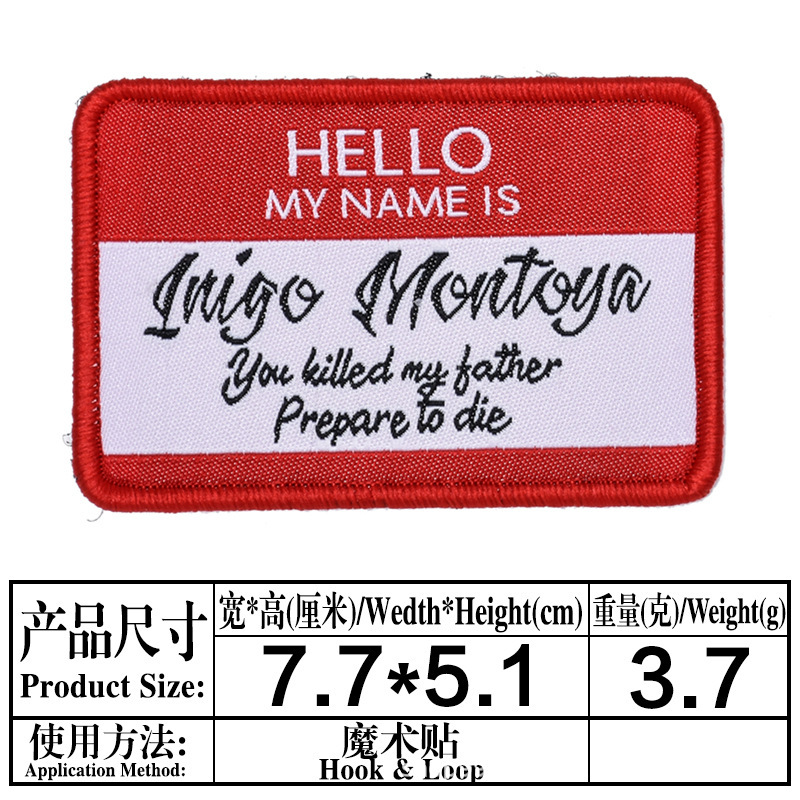 HELLO
MY NAME IS
Inigo Montoya
You killed my father
Prepare to die
产品尺寸
Product Size:
宽*高(厘米)/Wedth*Height(cm)
7.7*5.1
重量(克)/Weight(g)
3.7
使用方法:
Application Method:
魔术贴
Hook & Loop